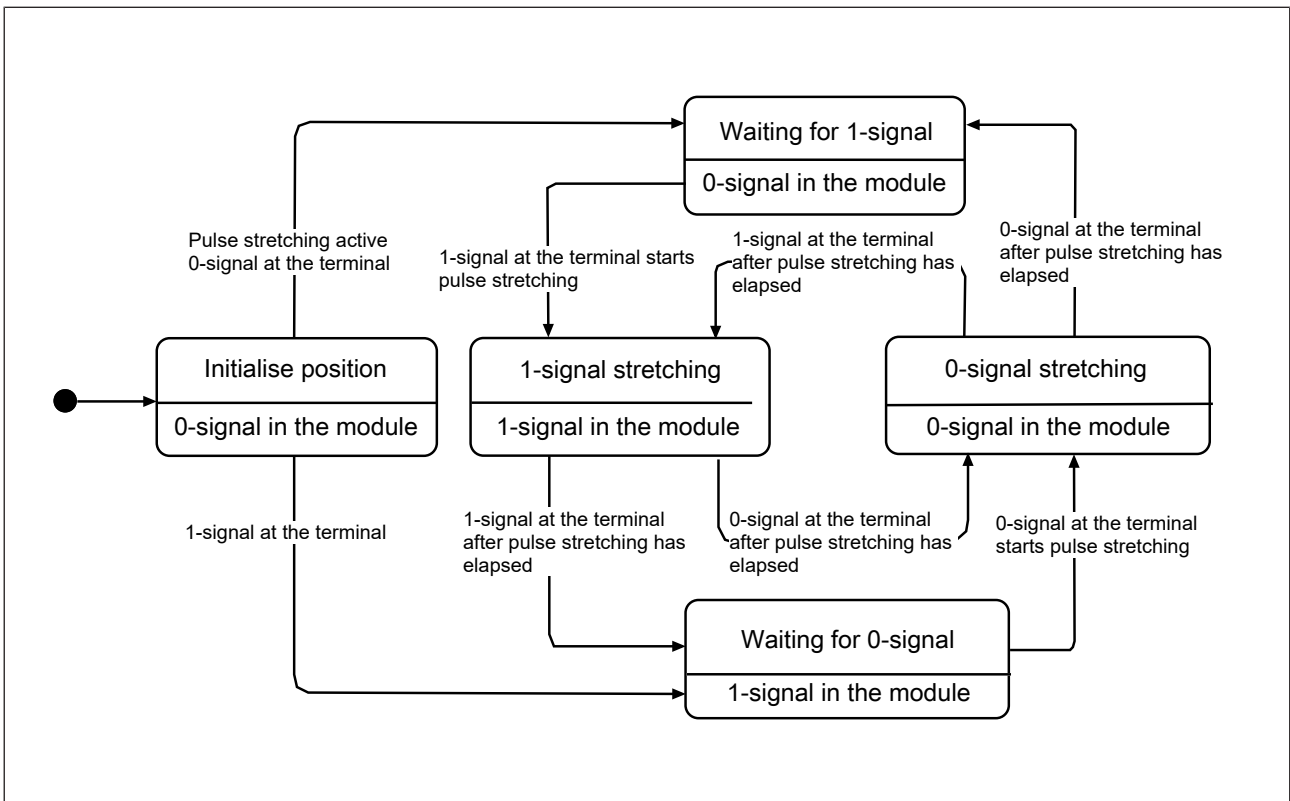 Waiting for 1-signal
0-signal in the module
Pulse stretching active
0-signal at the terminal
1-signal at the terminal starts
pulse stretching
1-signal at the terminal
after pulse stretching has
elapsed
0-signal at the terminal
after pulse stretching has
elapsed
Initialise position
0-signal in the module
1-signal stretching
1-signal in the module
0-signal stretching
0-signal in the module
1-signal at the terminal
1-signal at the terminal
after pulse stretching has
elapsed
0-signal at the terminal
after pulse stretching has
elapsed
0-signal at the terminal
starts pulse stretching
Waiting for 0-signal
1-signal in the module